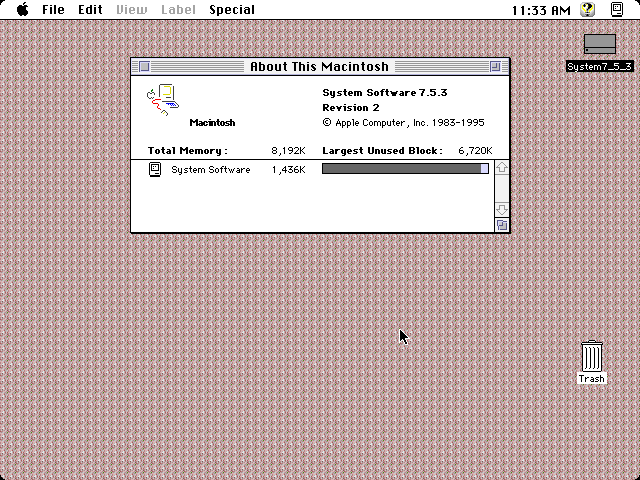 File Edit View Label Special 11:33 AM
System7_5_3
About This Macintosh
System Software 7.5.3
Revision 2
Macintosh
© Apple Computer, Inc. 1983-1995
Total Memory : 8,192K Largest Unused Block : 6,720K
System Software 1,436K
Trash